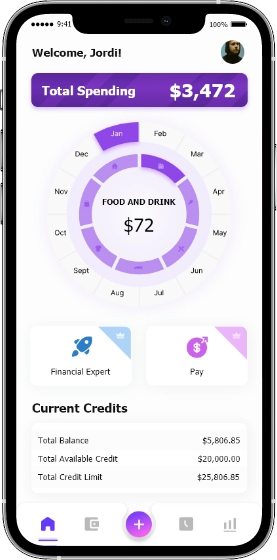 9:41 100%
Welcome, Jordi!
Total Spending $3,472
Jan Feb
Dec Mar
Nov Apr
FOOD AND DRINK
$72
Oct May
Sept Jun
Aug Jul
Financial Expert Pay
Current Credits
Total Balance $5,806.85
Total Available Credit $20,000.00
Total Credit Limit $25,806.85